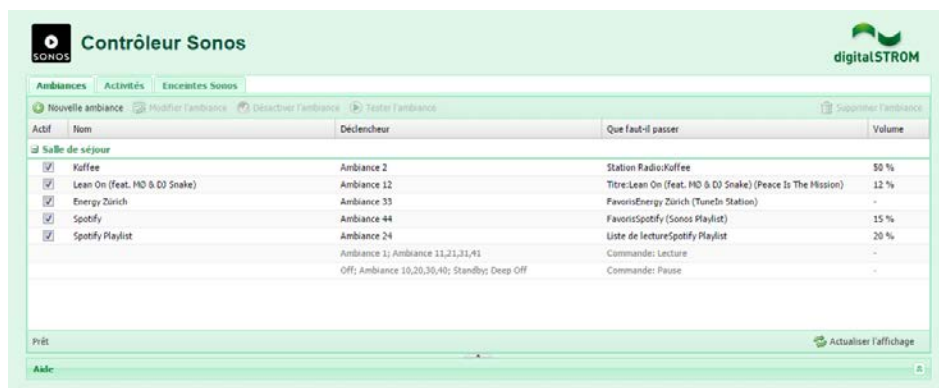 SONOS
Contrôleur Sonos
digitalSTROM
Ambiances Activités Enceintes Sonos
Nouvelle ambiance Modifier l'ambiance Désactiver l'ambiance Tester l'ambiance Supprimer l'ambiance
Actif Nom Déclencheur Que faut-il passer Volume
Salle de séjour
Koffee Ambiance 2 Station Radio:Koffee 50 %
Lean On (feat. MØ & DJ Snake) Ambiance 12 Titre:Lean On (feat. MØ & DJ Snake) (Peace Is The Mission) 12 %
Energy Zürich Ambiance 33 FavorisEnergy Zürich (TuneIn Station) -
Spotify Ambiance 44 FavorisSpotify (Sonos Playlist) 15 %
Spotify Playlist Ambiance 24 Liste de lectureSpotify Playlist 20 %
Ambiance 1; Ambiance 11,21,31,41 Commande: Lecture -
Off; Ambiance 10,20,30,40; Standby; Deep Off Commande: Pause -
Prêt Actualiser l'affichage
Aide